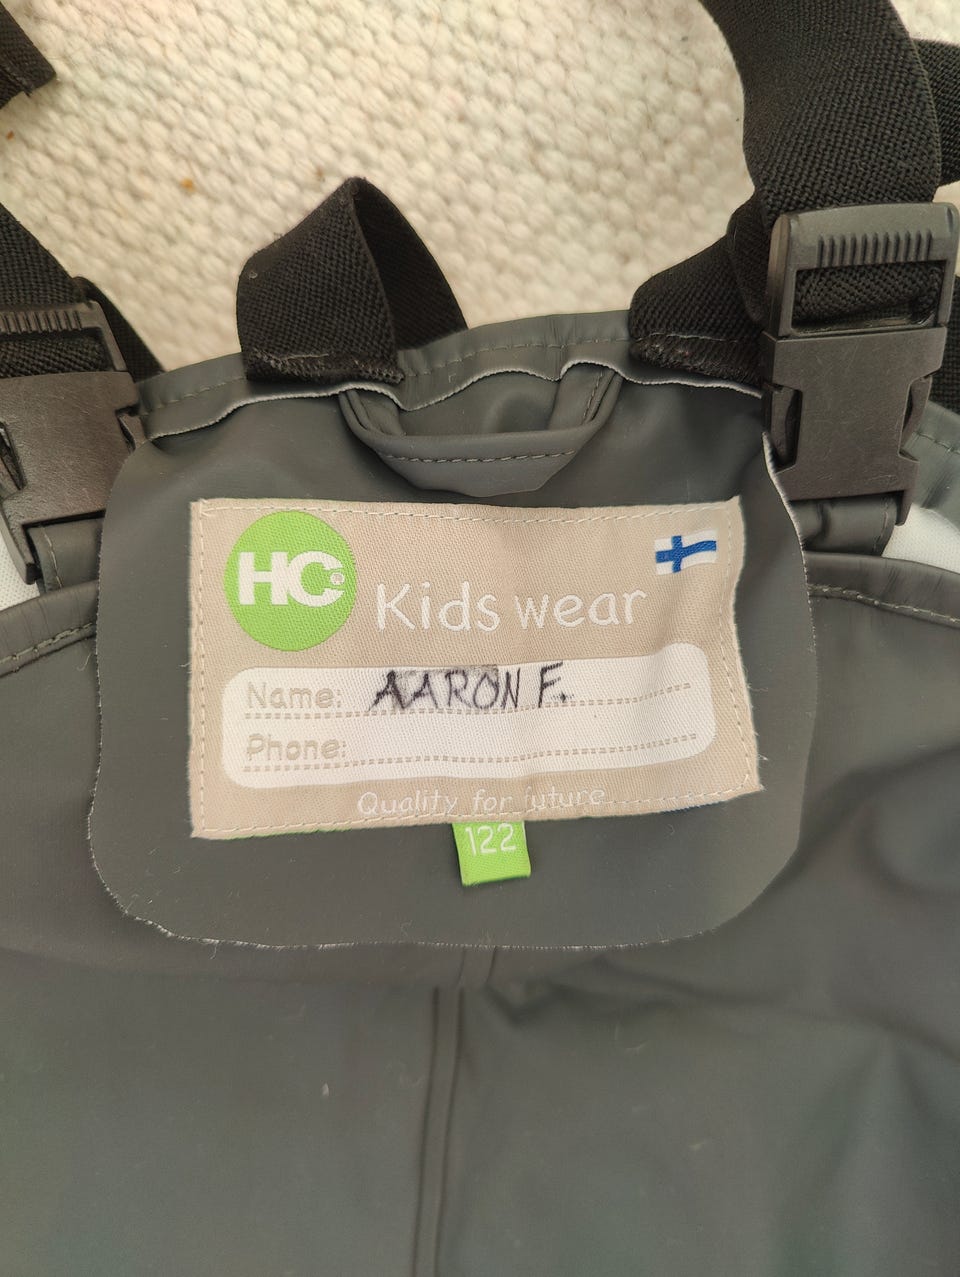 HC®
Kids wear
Name: AARON F.
Phone:
Quality for future
122